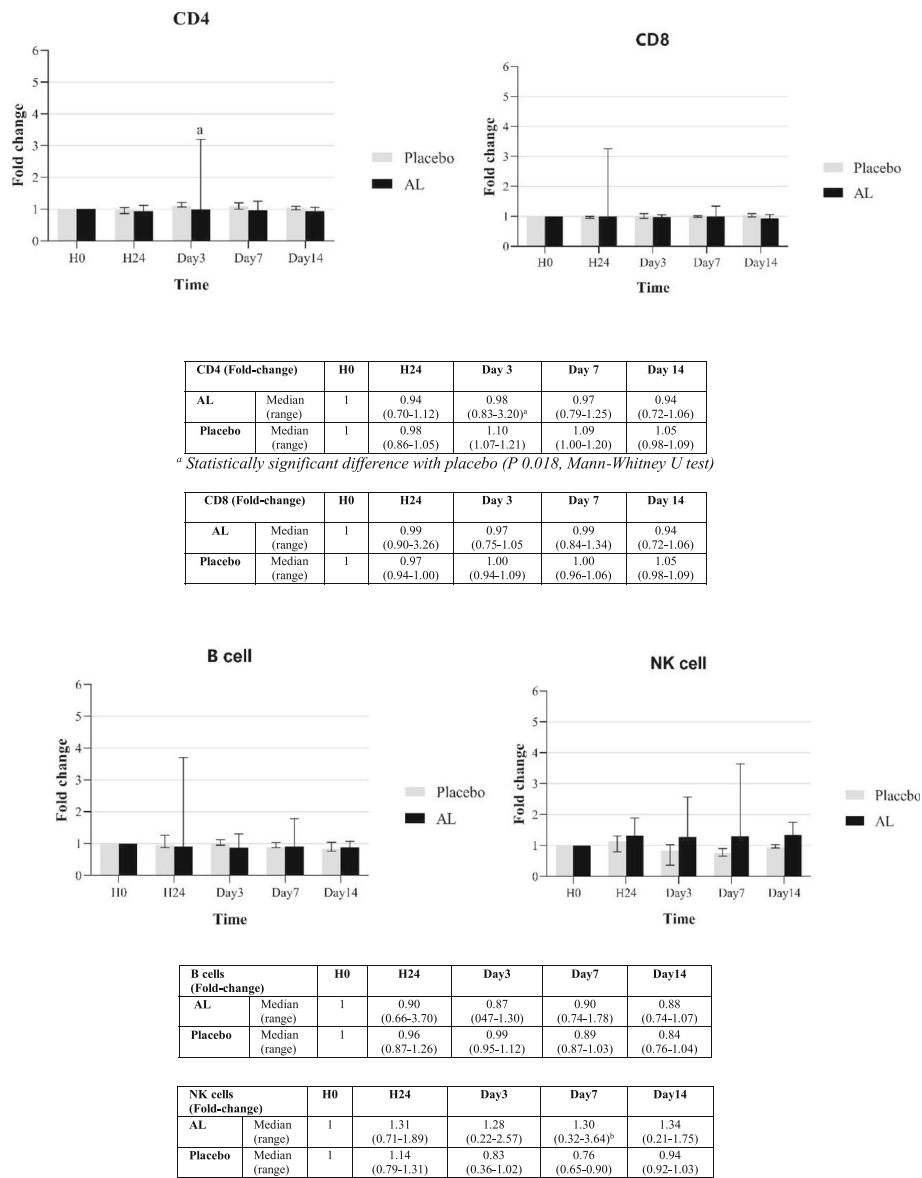 CD4
CD8
6
5
4
3
2
1
0
Fold change
a
H0 H24 Day3 Day7 Day14
Time
Placebo
AL
6
5
4
3
2
1
0
Fold change
H0 H24 Day3 Day7 Day14
Time
Placebo
AL
CD4 (Fold-change) H0 H24 Day 3 Day 7 Day 14
AL Median (range) 1 0.94 (0.70-1.12) 0.98 (0.83-3.20)a 0.97 (0.79-1.25) 0.94 (0.72-1.06)
Placebo Median (range) 1 0.98 (0.86-1.05) 1.10 (1.07-1.21) 1.09 (1.00-1.20) 1.05 (0.98-1.09)
a Statistically significant difference with placebo (P 0.018, Mann-Whitney U test)
CD8 (Fold-change) H0 H24 Day 3 Day 7 Day 14
AL Median (range) 1 0.99 (0.90-3.26) 0.97 (0.75-1.05 0.99 (0.84-1.34) 0.94 (0.72-1.06)
Placebo Median (range) 1 0.97 (0.94-1.00) 1.00 (0.94-1.09) 1.00 (0.96-1.06) 1.05 (0.98-1.09)
B cell
NK cell
6
5
4
3
2
1
0
Fold change
H0 H24 Day3 Day7 Day14
Time
Placebo
AL
6
5
4
3
2
1
0
Fold change
H0 H24 Day3 Day7 Day14
Time
Placebo
AL
B cells (Fold-change) H0 H24 Day3 Day7 Day14
AL Median (range) 1 0.90 (0.66-3.70) 0.87 (047-1.30) 0.90 (0.74-1.78) 0.88 (0.74-1.07)
Placebo Median (range) 1 0.96 (0.87-1.26) 0.99 (0.95-1.12) 0.89 (0.87-1.03) 0.84 (0.76-1.04)
NK cells (Fold-change) H0 H24 Day3 Day7 Day14
AL Median (range) 1 1.31 (0.71-1.89) 1.28 (0.22-2.57) 1.30 (0.32-3.64)b 1.34 (0.21-1.75)
Placebo Median (range) 1 1.14 (0.79-1.31) 0.83 (0.36-1.02) 0.76 (0.65-0.90) 0.94 (0.92-1.03)